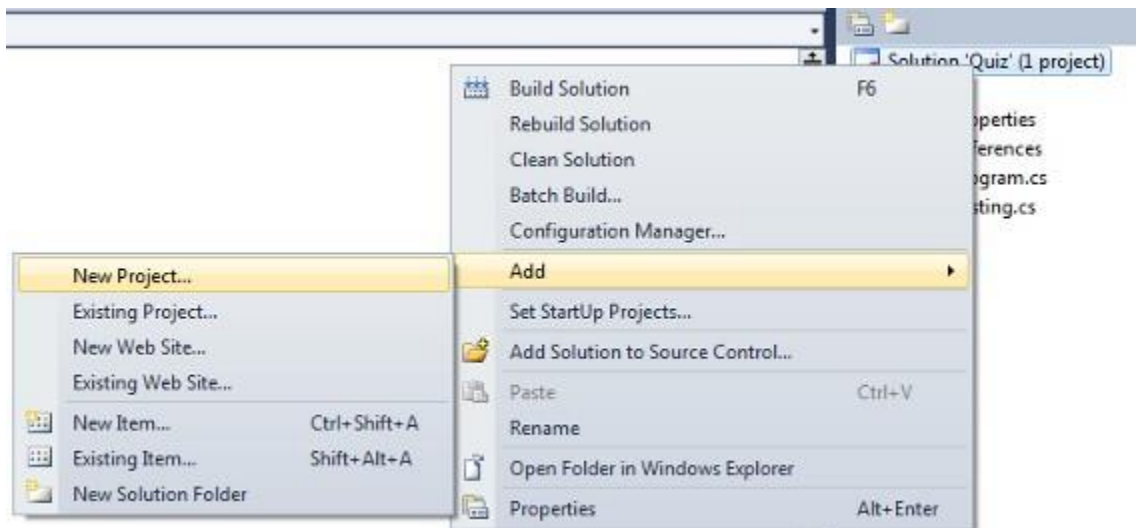 Solution 'Quiz' (1 project)
Build Solution F6
Rebuild Solution
Clean Solution
Batch Build...
Configuration Manager...
Add
Set StartUp Projects...
Add Solution to Source Control...
Paste Ctrl+V
Rename
Open Folder in Windows Explorer
Properties Alt+Enter
New Project...
Existing Project...
New Web Site...
Existing Web Site...
New Item... Ctrl+Shift+A
Existing Item... Shift+Alt+A
New Solution Folder
operties
ferences
ogram.cs
sting.cs